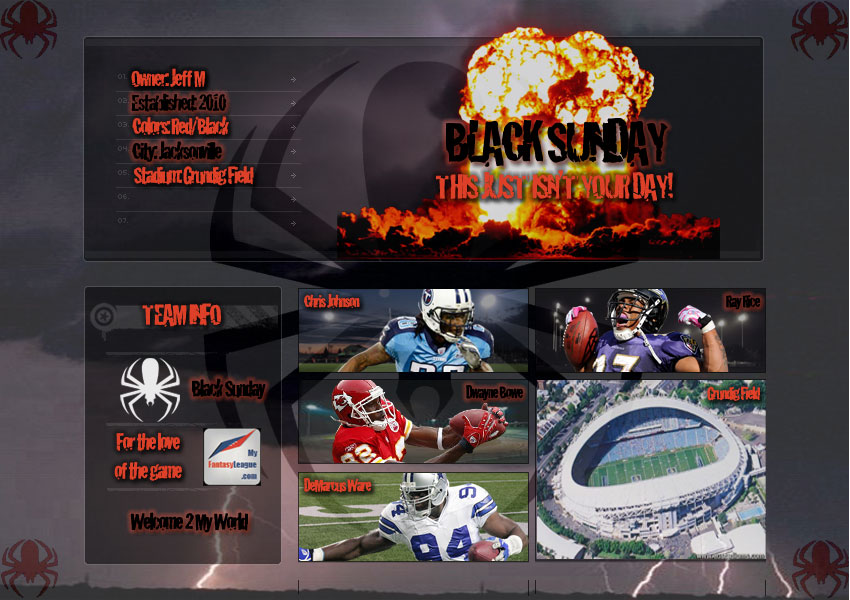 01. Owner: Jeff M
02. Established: 2010
03. Colors: Red/Black
04. City: Jacksonville
05. Stadium: Grundig Field
06.
07.
BLACK SUNDAY
THIS JUST ISN'T YOUR DAY!
TEAM INFO
Black Sunday
For the love
of the game
My
FantasyLeague
.com
Welcome 2 My World
Chris Johnson
Ray Rice
Dwayne Bowe
Grundig Field
DeMarcus Ware
94
94